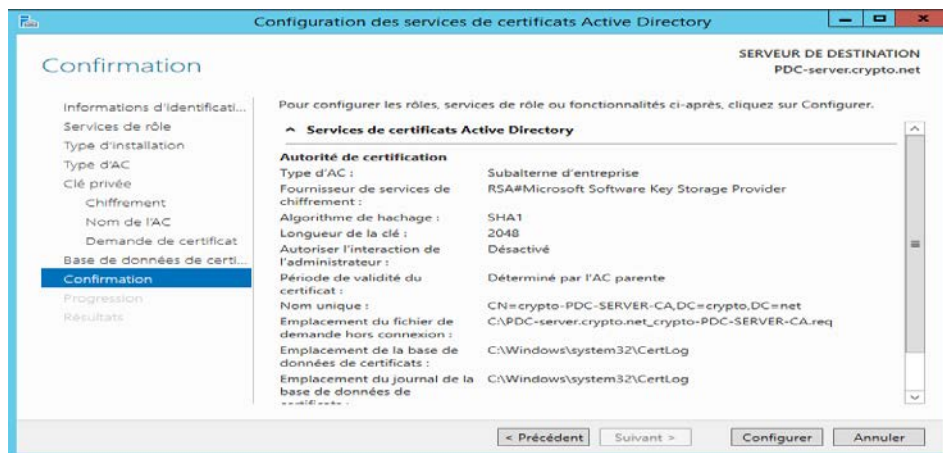 Configuration des services de certificats Active Directory
Confirmation
SERVEUR DE DESTINATION
PDC-server.crypto.net
Informations d'identificati...
Services de rôle
Type d'installation
Type d'AC
Clé privée
Chiffrement
Nom de l'AC
Demande de certificat
Base de données de certi...
Confirmation
Progression
Résultats
Pour configurer les rôles, services de rôle ou fonctionnalités ci-après, cliquez sur Configurer.
Services de certificats Active Directory
Autorité de certification
Type d'AC : Subalterne d'entreprise
Fournisseur de services de RSA#Microsoft Software Key Storage Provider
chiffrement :
Algorithme de hachage : SHA1
Longueur de la clé : 2048
Autoriser l'interaction de Désactivé
l'administrateur :
Période de validité du Déterminé par l'AC parente
certificat :
Nom unique : CN=crypto-PDC-SERVER-CA,DC=crypto,DC=net
Emplacement du fichier de C:\PDC-server.crypto.net_crypto-PDC-SERVER-CA.req
demande hors connexion :
Emplacement de la base de C:\Windows\system32\CertLog
données de certificats :
Emplacement du journal de la C:\Windows\system32\CertLog
base de données de
certificats :
< Précédent Suivant > Configurer Annuler